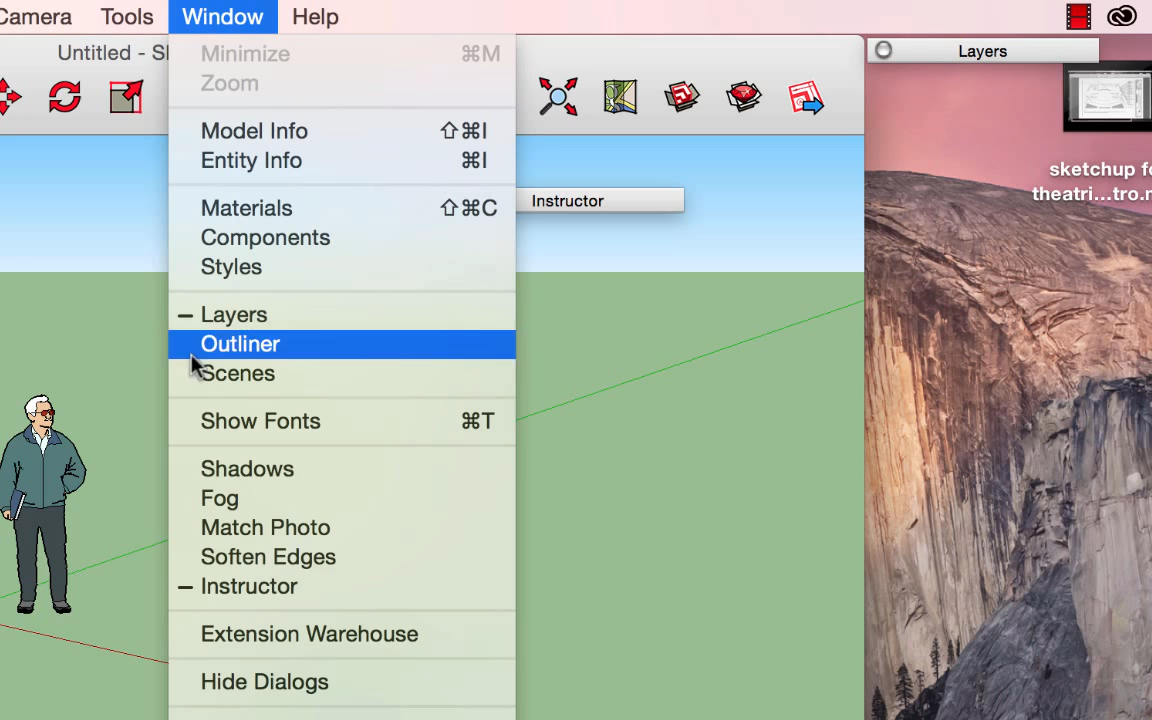 Camera Tools Window Help
Untitled - S
Layers
Minimize ⌘M
Zoom
Model Info ⇧⌘I
Entity Info ⌘I
Materials ⇧⌘C
Instructor
Components
Styles
– Layers
Outliner
Scenes
Show Fonts ⌘T
Shadows
Fog
Match Photo
Soften Edges
– Instructor
Extension Warehouse
Hide Dialogs
sketchup fo
theatri...tro.